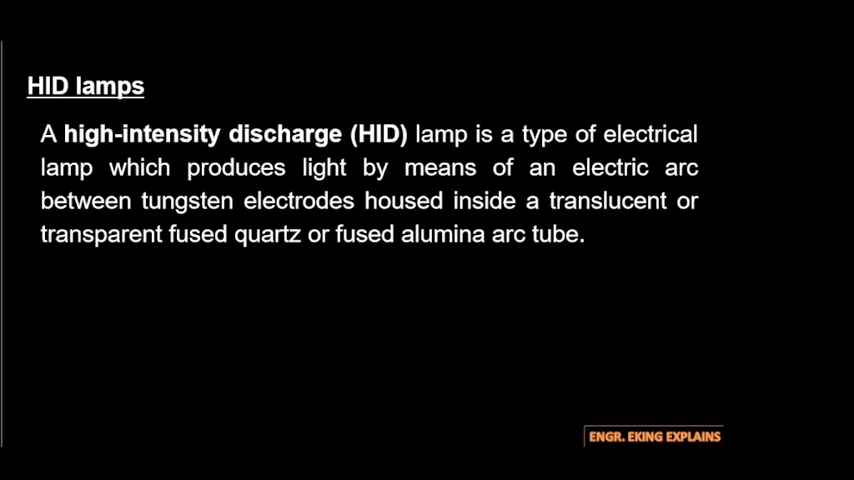 HID lamps
A high-intensity discharge (HID) lamp is a type of electrical
lamp which produces light by means of an electric arc
between tungsten electrodes housed inside a translucent or
transparent fused quartz or fused alumina arc tube.
ENGR. EKING EXPLAINS